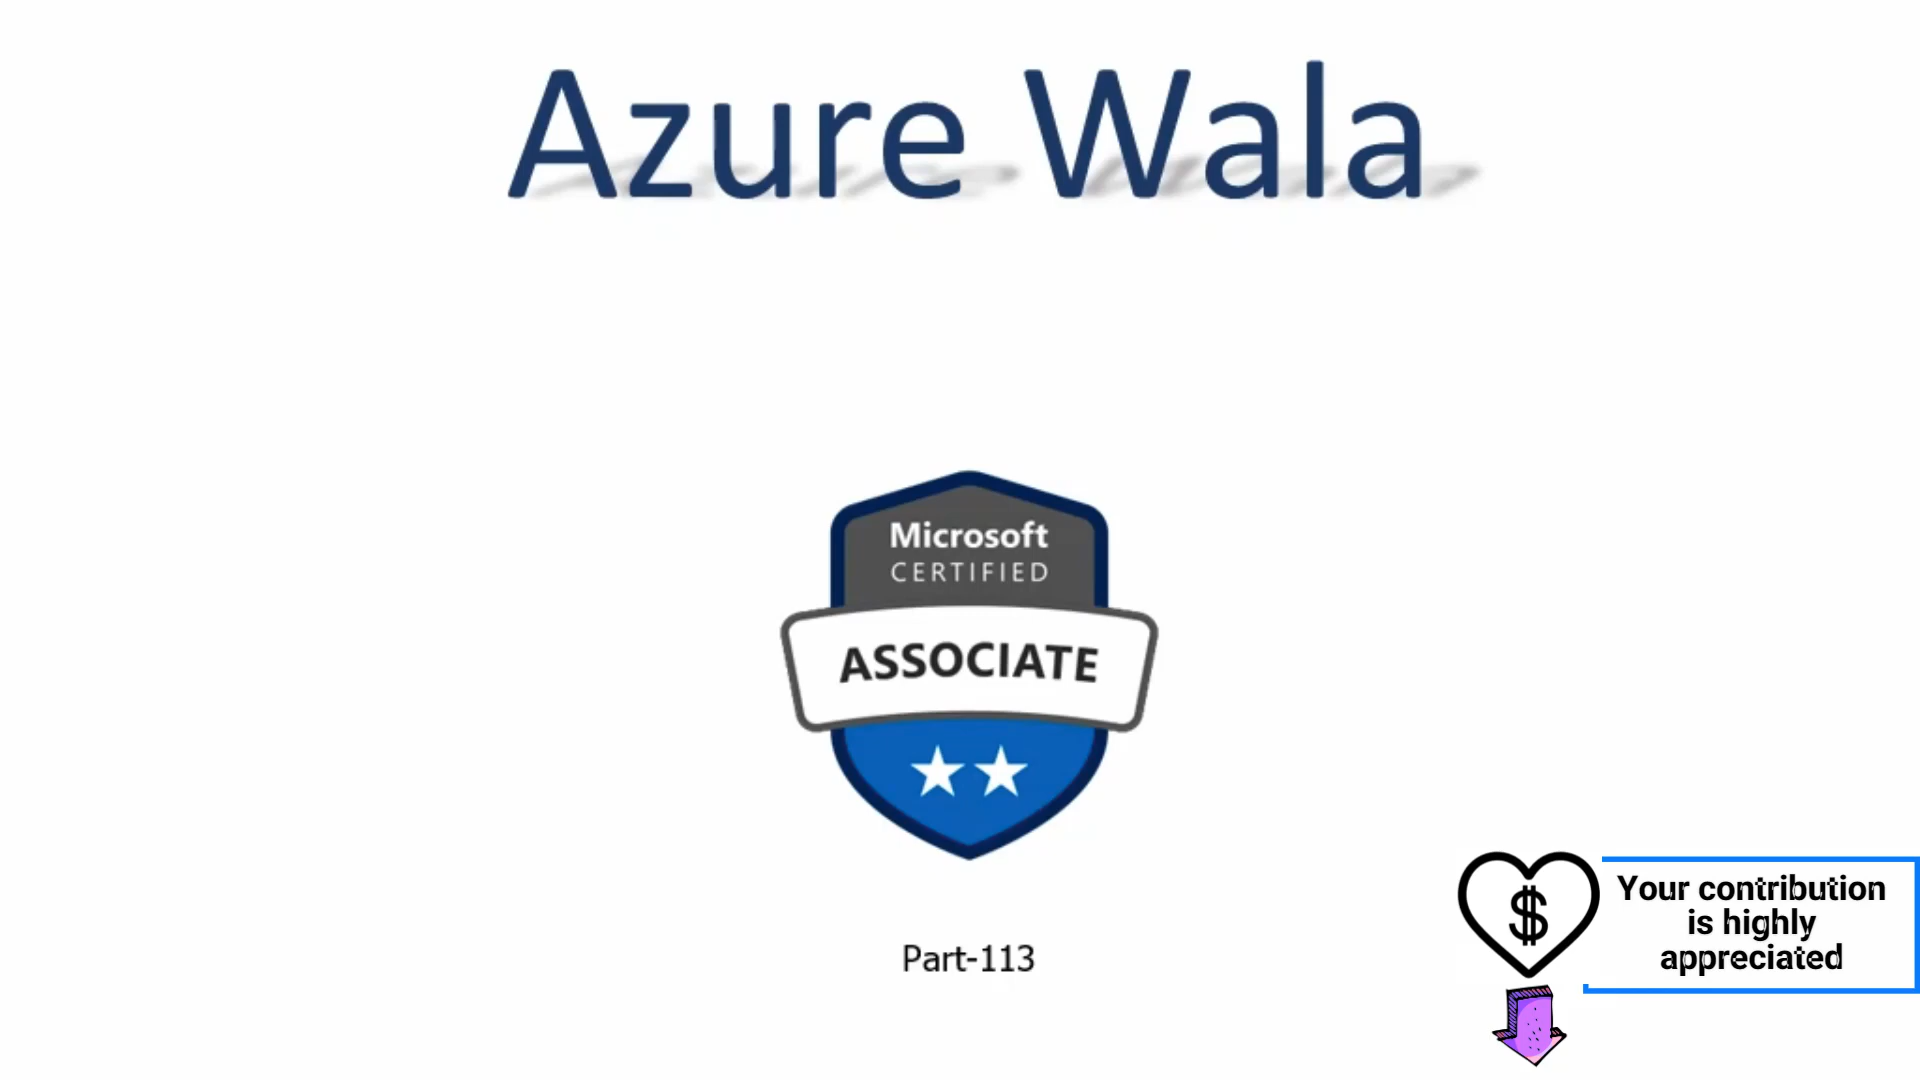 Azure Wala
Microsoft
CERTIFIED
ASSOCIATE
Part-113
$
Your contribution
is highly
appreciated